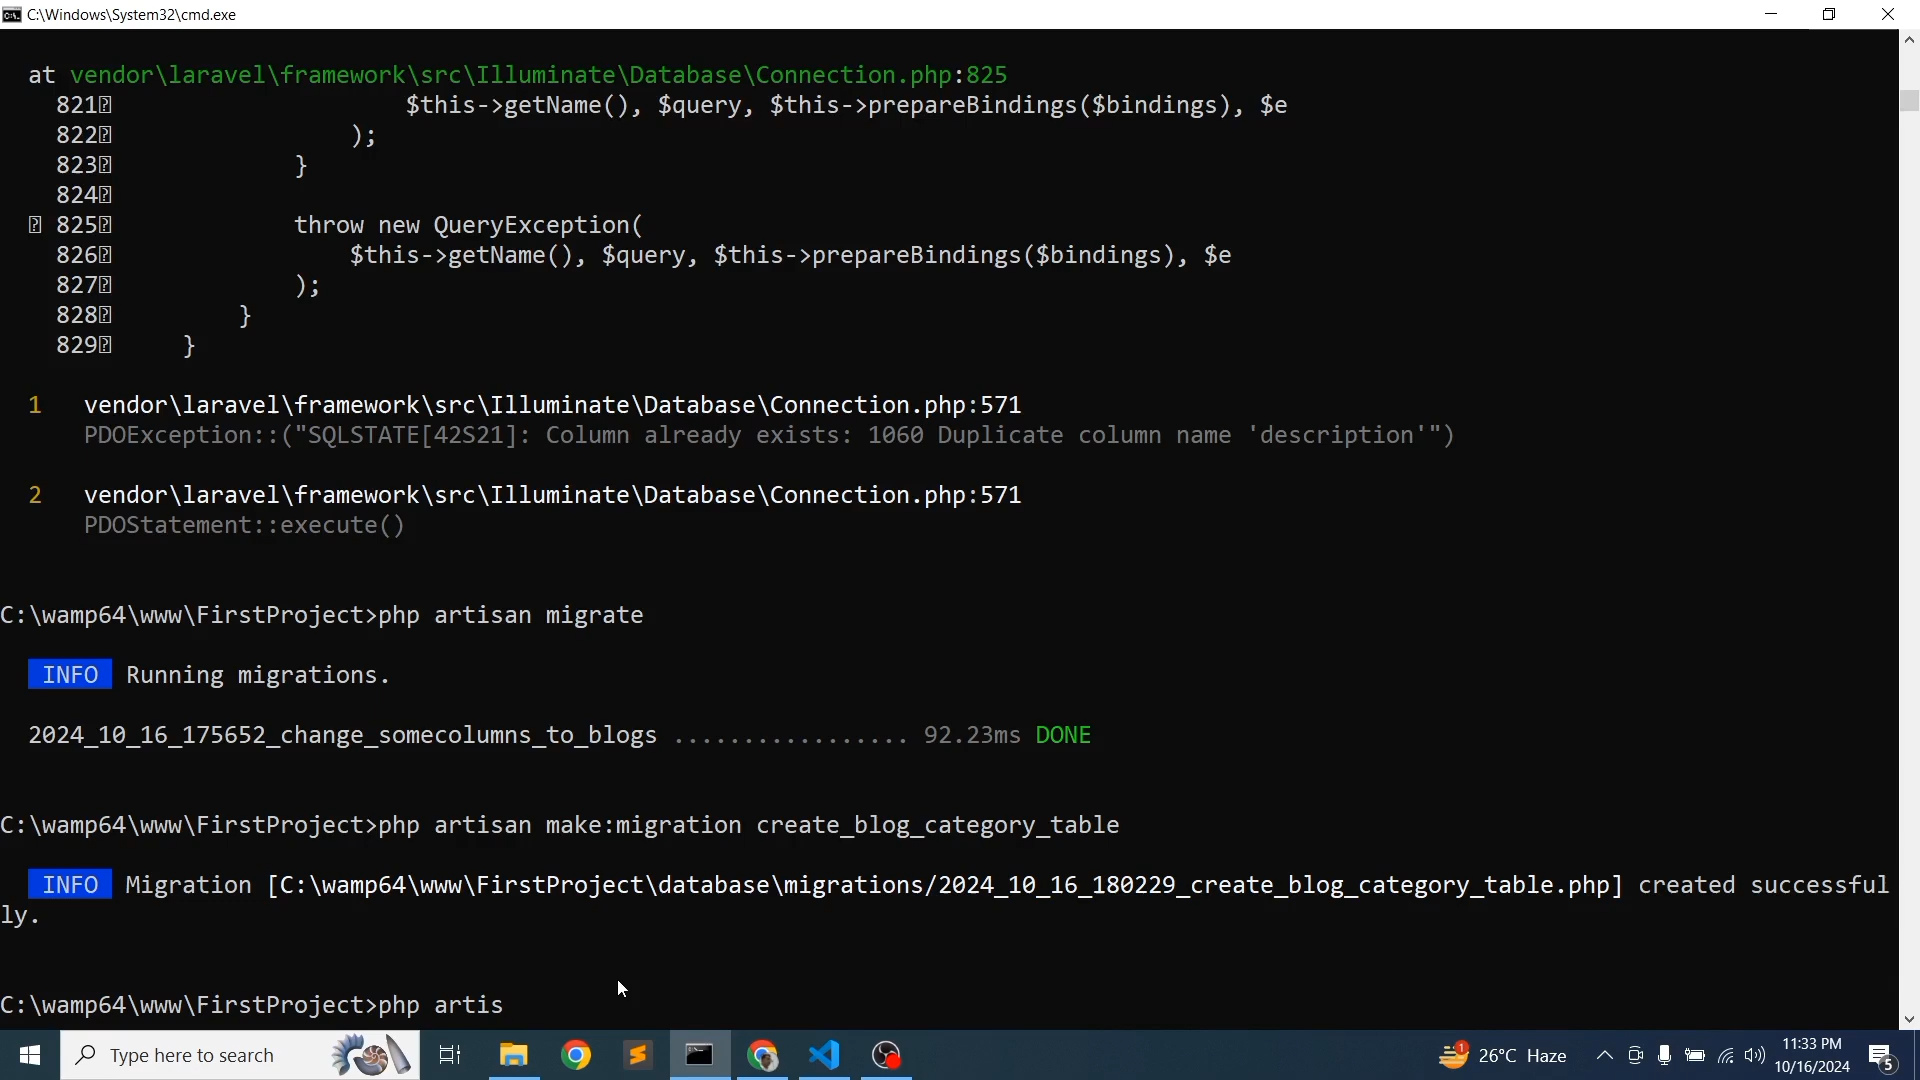 C:\Windows\System32\cmd.exe
at vendor\laravel\framework\src\Illuminate\Database\Connection.php:825
821 $this->getName(), $query, $this->prepareBindings($bindings), $e
822 );
823 }
824
825 throw new QueryException(
826 $this->getName(), $query, $this->prepareBindings($bindings), $e
827 );
828 }
829 }
1 vendor\laravel\framework\src\Illuminate\Database\Connection.php:571
PDOException::("SQLSTATE[42S21]: Column already exists: 1060 Duplicate column name 'description'")
2 vendor\laravel\framework\src\Illuminate\Database\Connection.php:571
PDOStatement::execute()
C:\wamp64\www\FirstProject>php artisan migrate
INFO Running migrations.
2024_10_16_175652_change_somecolumns_to_blogs ................. 92.23ms DONE
C:\wamp64\www\FirstProject>php artisan make:migration create_blog_category_table
INFO Migration [C:\wamp64\www\FirstProject\database\migrations/2024_10_16_180229_create_blog_category_table.php] created successful
ly.
C:\wamp64\www\FirstProject>php artis
Type here to search
1
26°C Haze
11:33 PM
10/16/2024
5